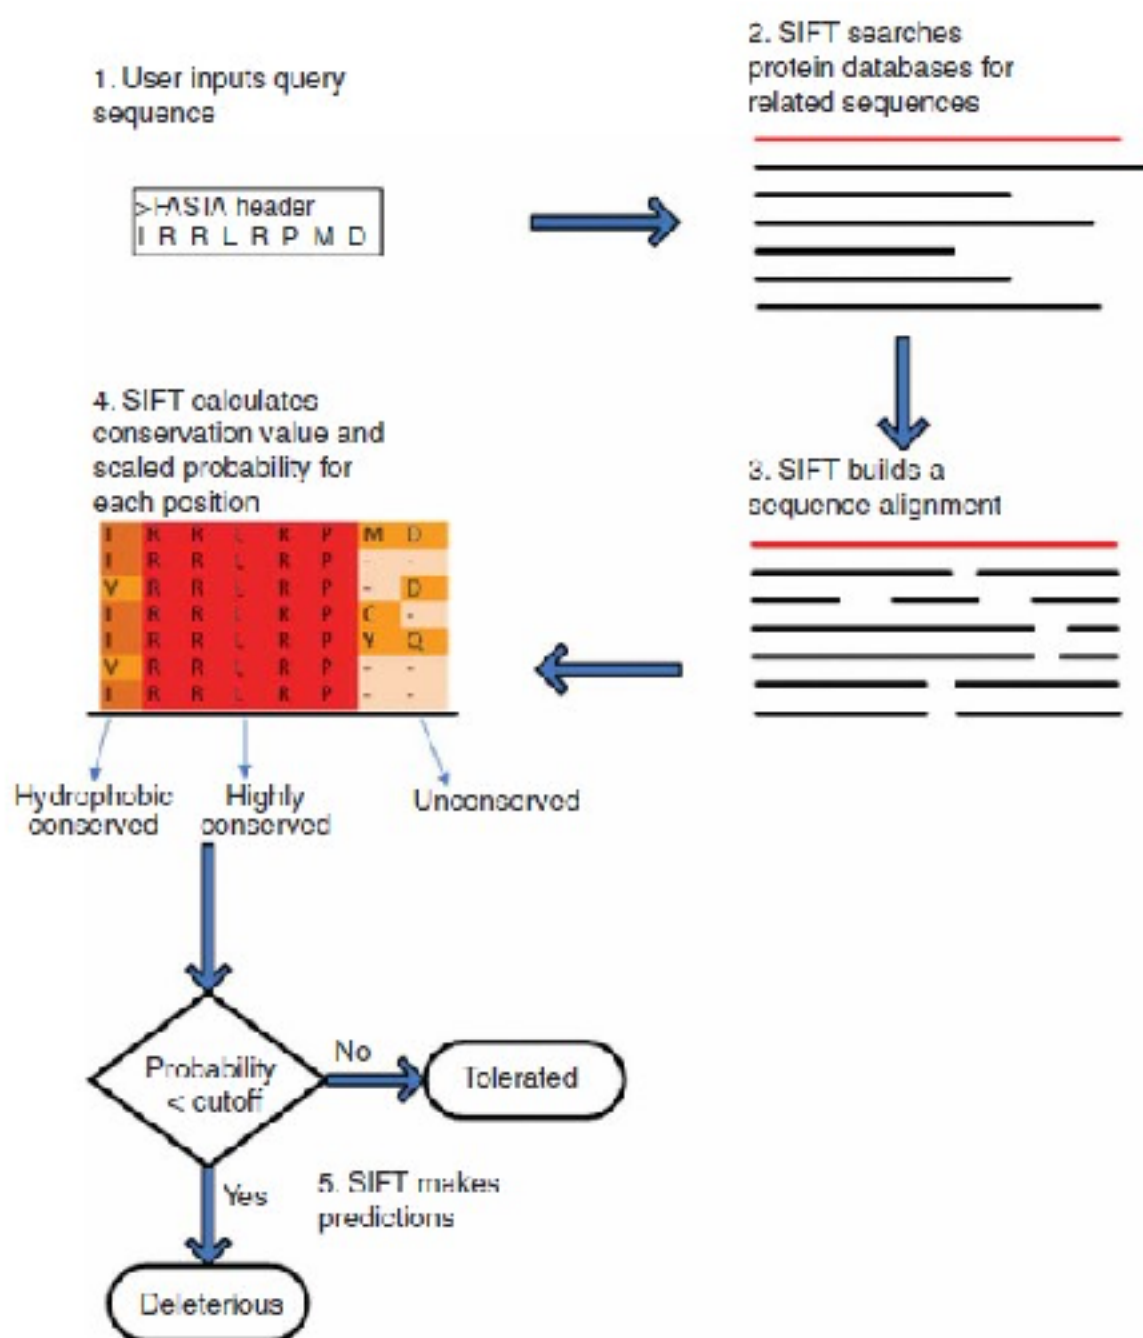 1. User inputs query
sequence
>FASTA header
I R R L R P M D
2. SIFT searches
protein databases for
related sequences
3. SIFT builds a
sequence alignment
4. SIFT calculates
conservation value and
scaled probability for
each position
I R R L R P M D
I R R L R P - -
V R R L R P - D
I R R L R P C -
I R R L R P Y Q
V R R L R P - -
I R R L R P - -
Hydrophobic
conserved
Highly
conserved
Unconserved
Probability
< cutoff
No
Tolerated
Yes
5. SIFT makes
predictions
Deleterious